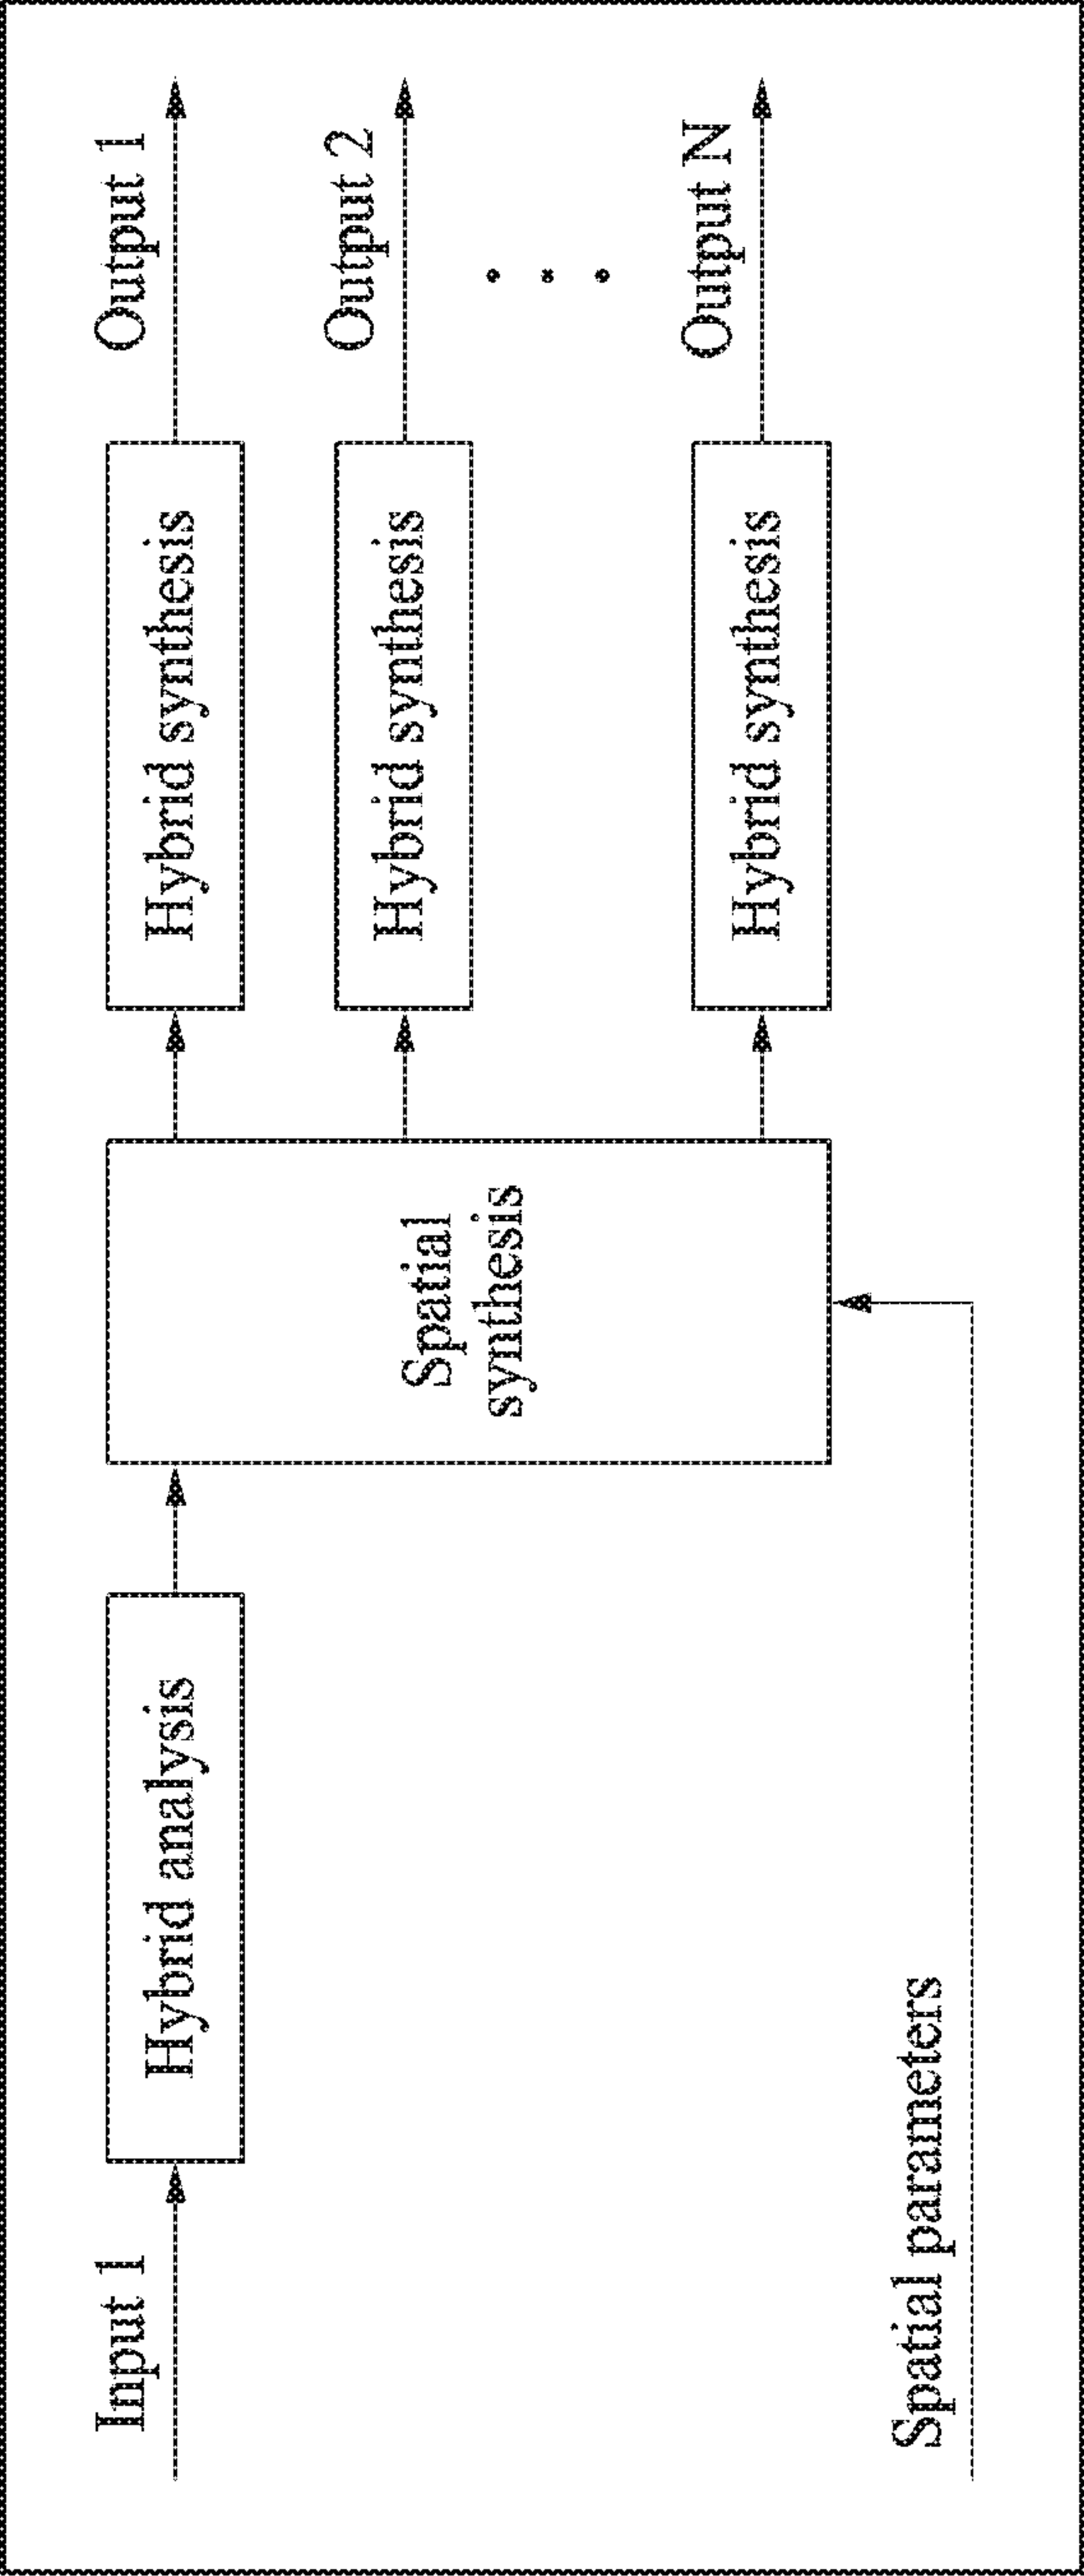 Input 1
Hybrid analysis
Spatial
synthesis
Hybrid synthesis
Output 1
Hybrid synthesis
Output 2
Hybrid synthesis
Output N
Spatial parameters